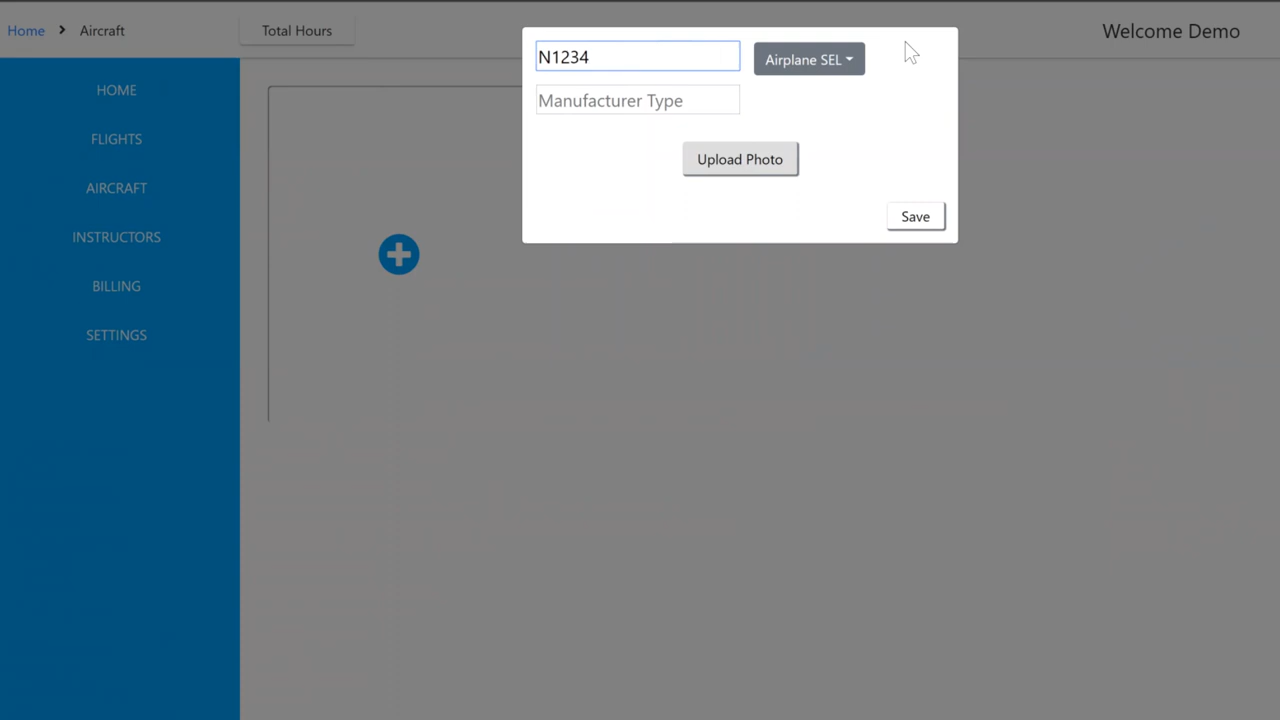 Home > Aircraft
Total Hours
Welcome Demo
HOME
FLIGHTS
AIRCRAFT
INSTRUCTORS
BILLING
SETTINGS
N1234
Airplane SEL
Manufacturer Type
Upload Photo
Save